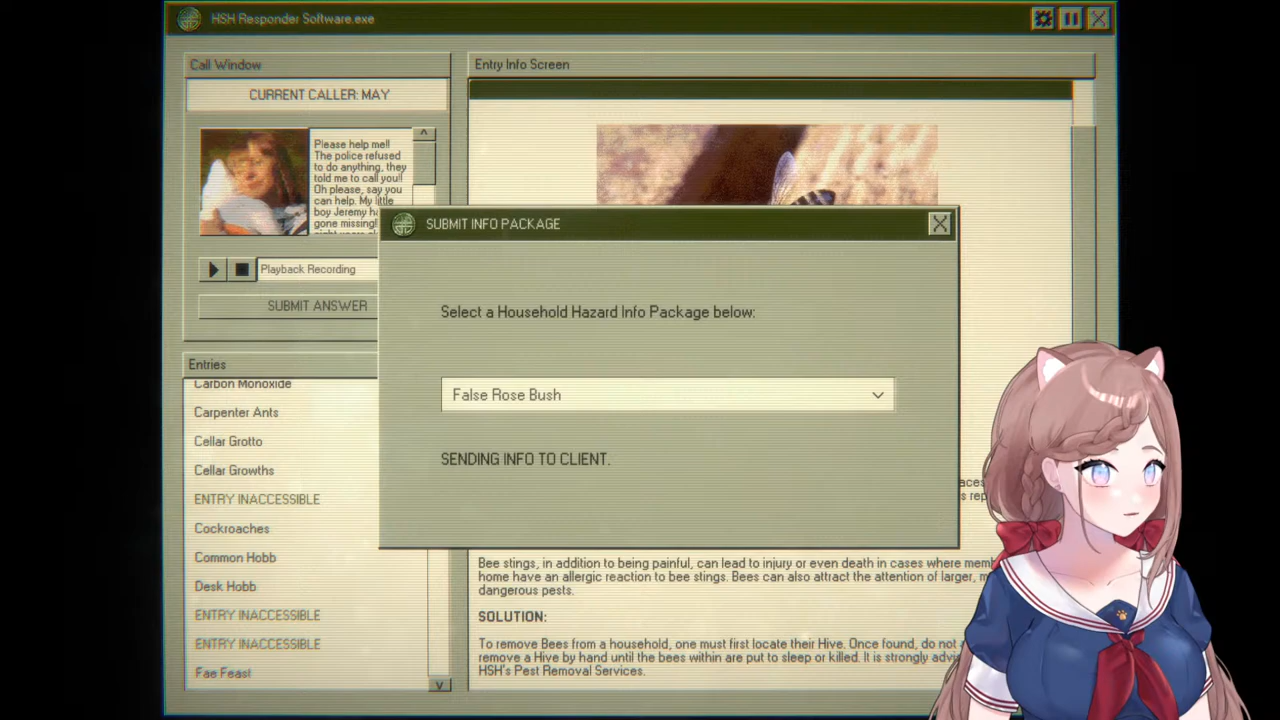 HSH Responder Software.exe
Call Window
CURRENT CALLER: MAY
Please help me!!
The police refused
to do anything, they
told me to call you!!
Oh please, say you
can help. My little
boy Jeremy
gone missing!
Playback Recording
SUBMIT ANSWER
Entries
Carbon Monoxide
Carpenter Ants
Cellar Grotto
Cellar Growths
ENTRY INACCESSIBLE
Cockroaches
Common Hobb
Desk Hobb
ENTRY INACCESSIBLE
ENTRY INACCESSIBLE
Fae Feast
Entry Info Screen
SUBMIT INFO PACKAGE
Select a Household Hazard Info Package below:
False Rose Bush
SENDING INFO TO CLIENT.
Bee stings, in addition to being painful, can lead to injury or even death in cases where
home have an allergic reaction to bee stings. Bees can also attract the attention of larger,
dangerous pests.
SOLUTION:
To remove Bees from a household, one must first locate their Hive. Once found, do not
remove a Hive by hand until the bees within are put to sleep or killed. It is strongly
HSH's Pest Removal Services.